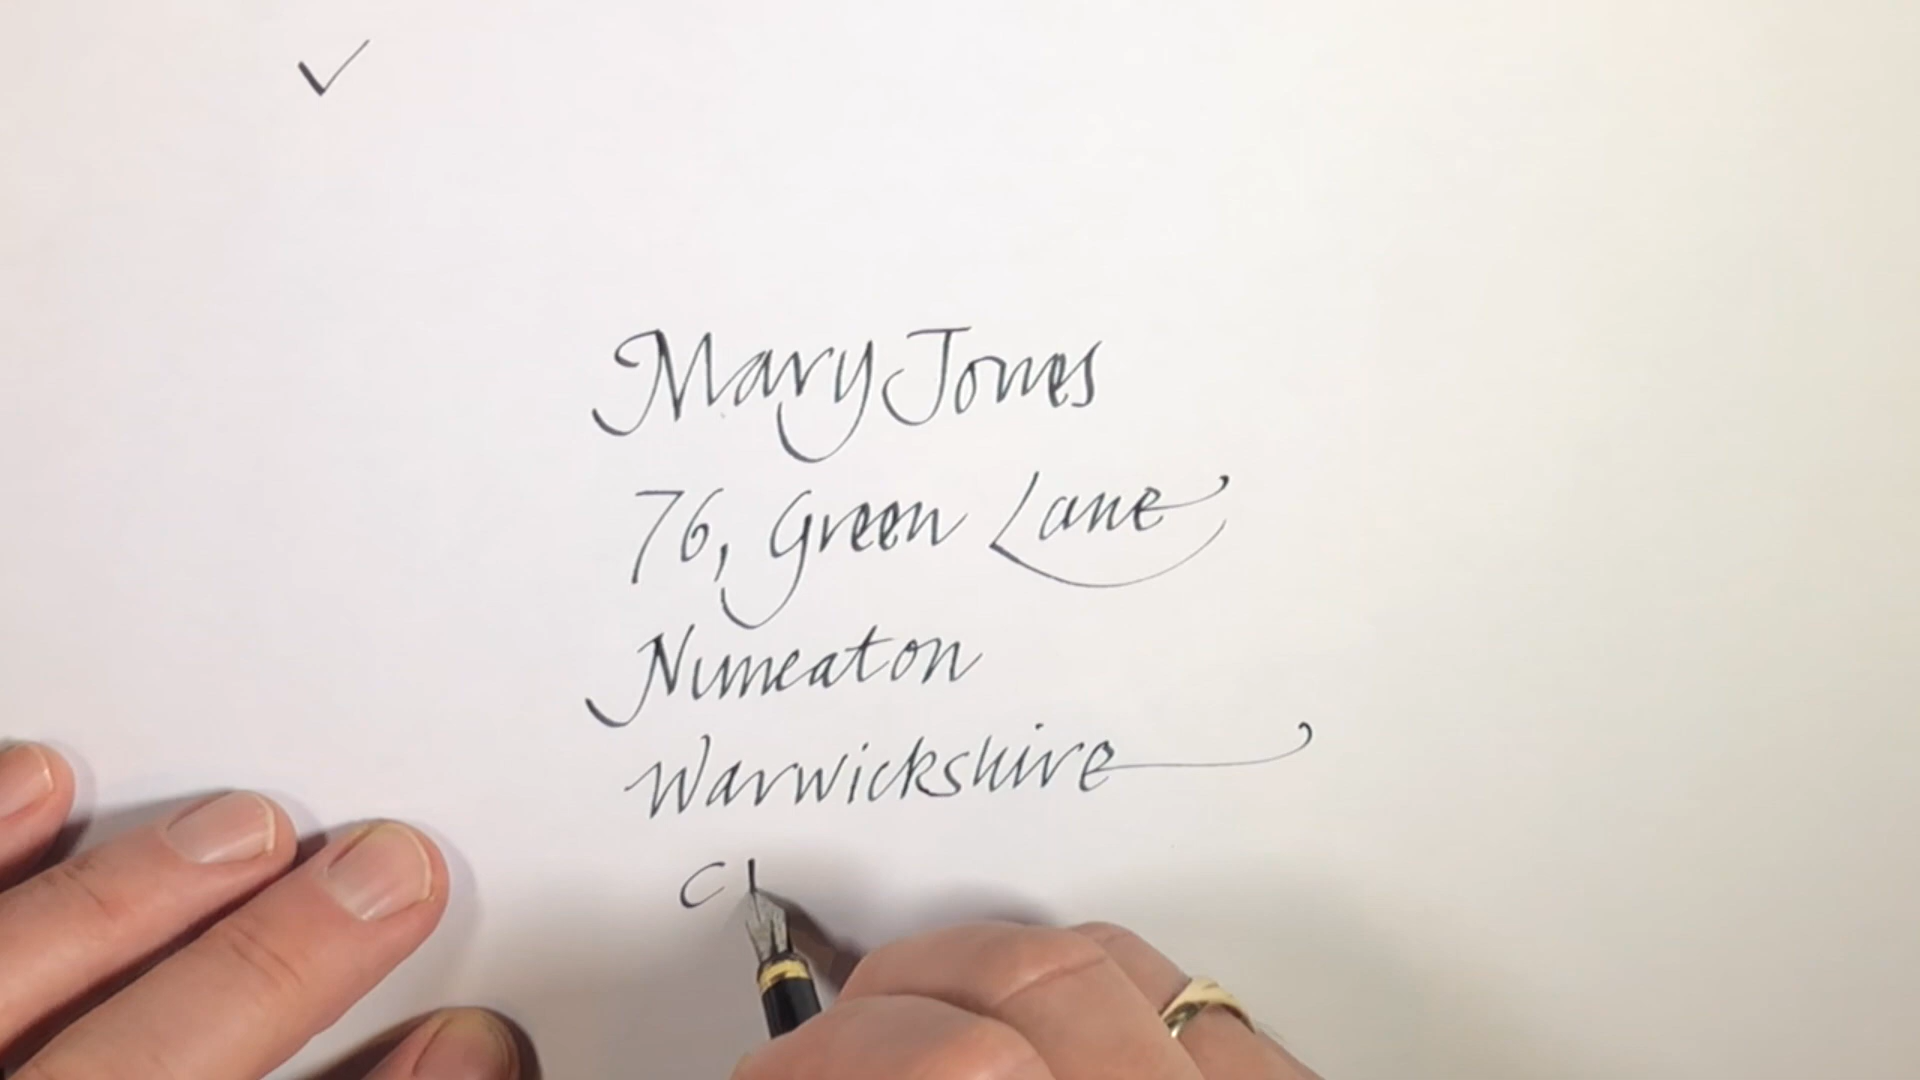 Mary Jones
76, Green Lane
Nuneaton
Warwickshire
C